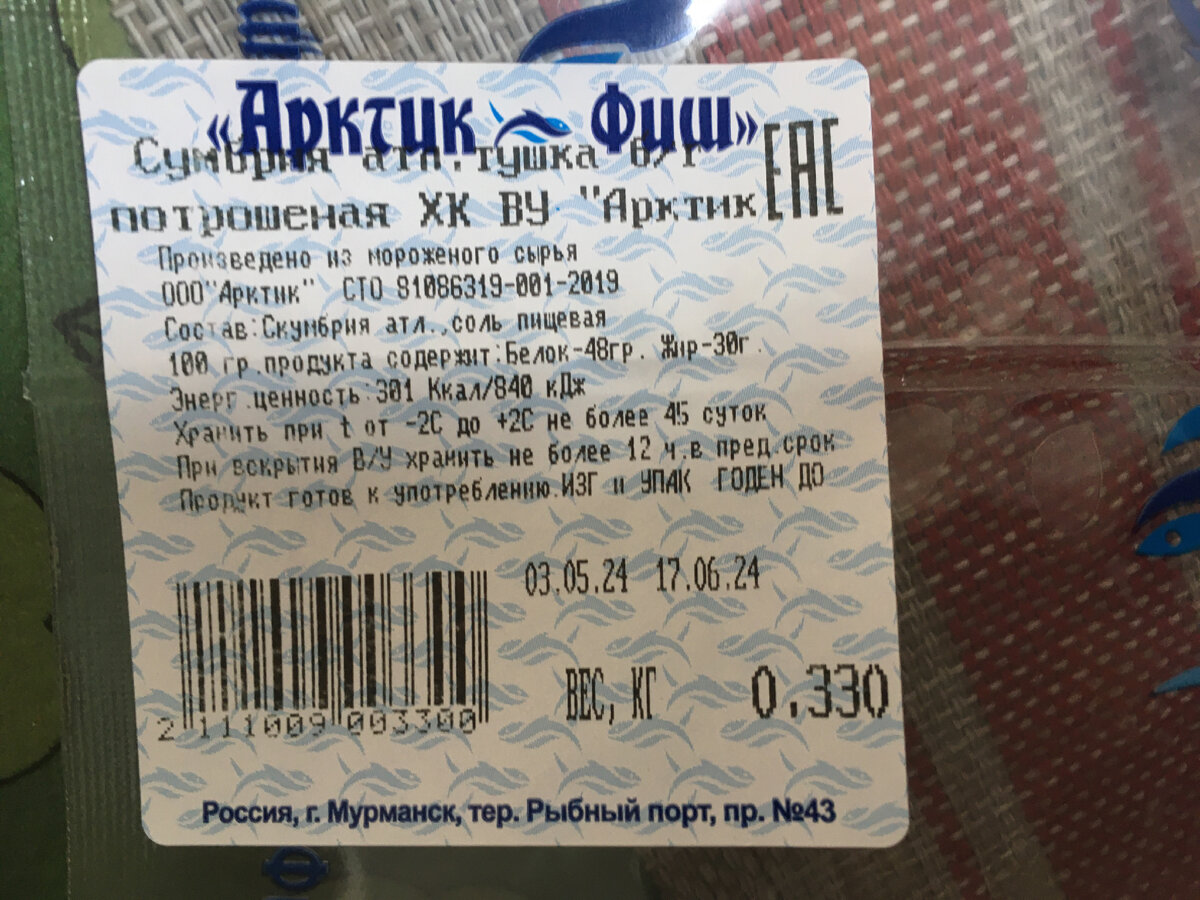 «Арктик Фиш»
Сумбрия атл.тушка б/г
потрошеная ХК ВУ "Арктик
EAC
Произведено из мороженого сырья
ООО"Арктик" СТО 81086319-001-2019
Состав:Скумбрия атл.,соль пищевая
100 гр.продукта содержит:Белок-48гр. Жир-30г.
Энерг.ценность:301 Ккал/840 кДж
Хранить при t от -2С до +2С не более 45 суток
При вскрытия В/У хранить не более 12 ч.в пред.срок
Продукт готов к употреблению.ИЗГ и УПАК ГОДЕН ДО
03.05.24 17.06.24
ВЕС, КГ 0.330
2 111009 003300
Россия, г. Мурманск, тер. Рыбный порт, пр. №43